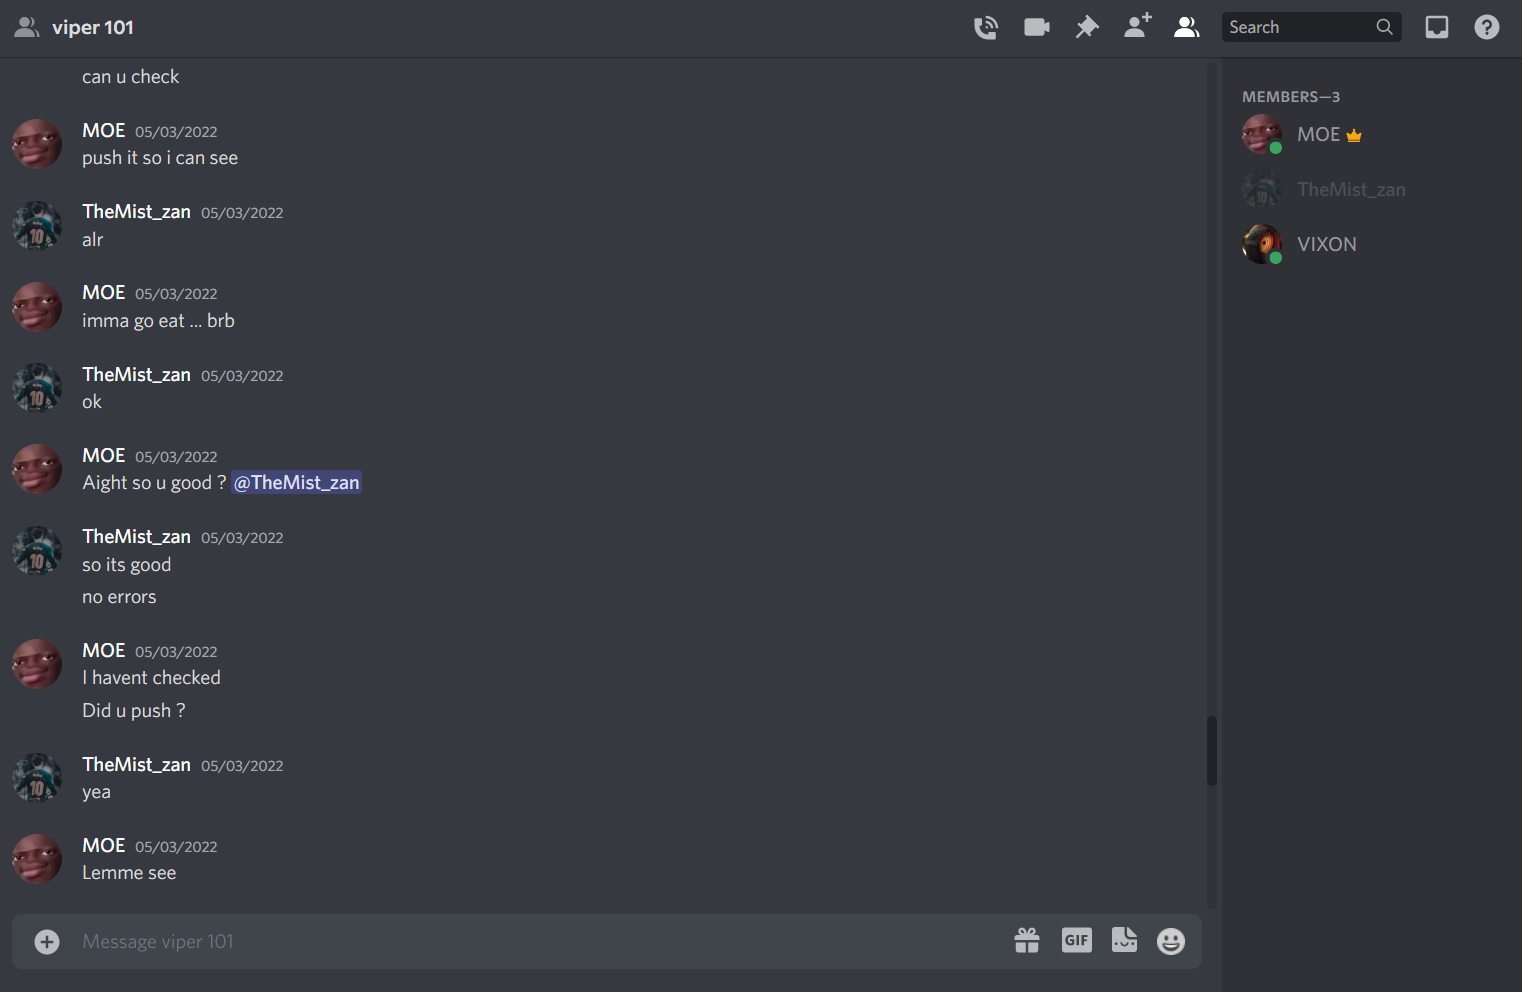 viper 101
Search
can u check
MOE 05/03/2022
push it so i can see
TheMist_zan 05/03/2022
alr
MOE 05/03/2022
imma go eat ... brb
TheMist_zan 05/03/2022
ok
MOE 05/03/2022
Aight so u good ? @TheMist_zan
TheMist_zan 05/03/2022
so its good
no errors
MOE 05/03/2022
I havent checked
Did u push ?
TheMist_zan 05/03/2022
yea
MOE 05/03/2022
Lemme see
Message viper 101
GIF
MEMBERS—3
MOE
TheMist_zan
VIXON